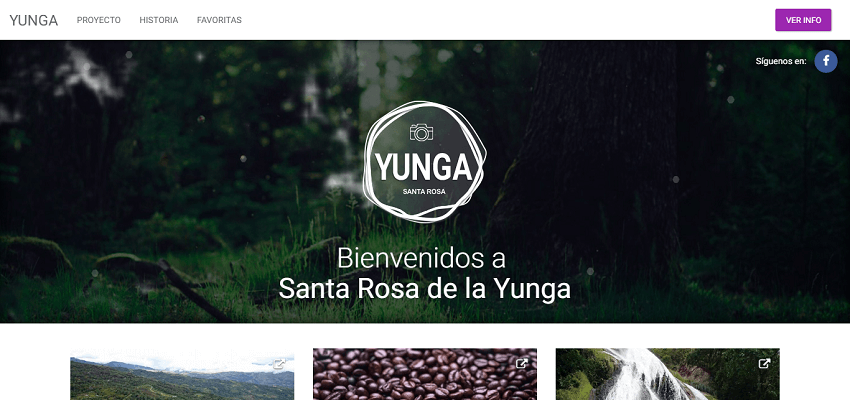 YUNGA PROYECTO HISTORIA FAVORITAS VER INFO
Síguenos en:
YUNGA
SANTA ROSA
Bienvenidos a
Santa Rosa de la Yunga